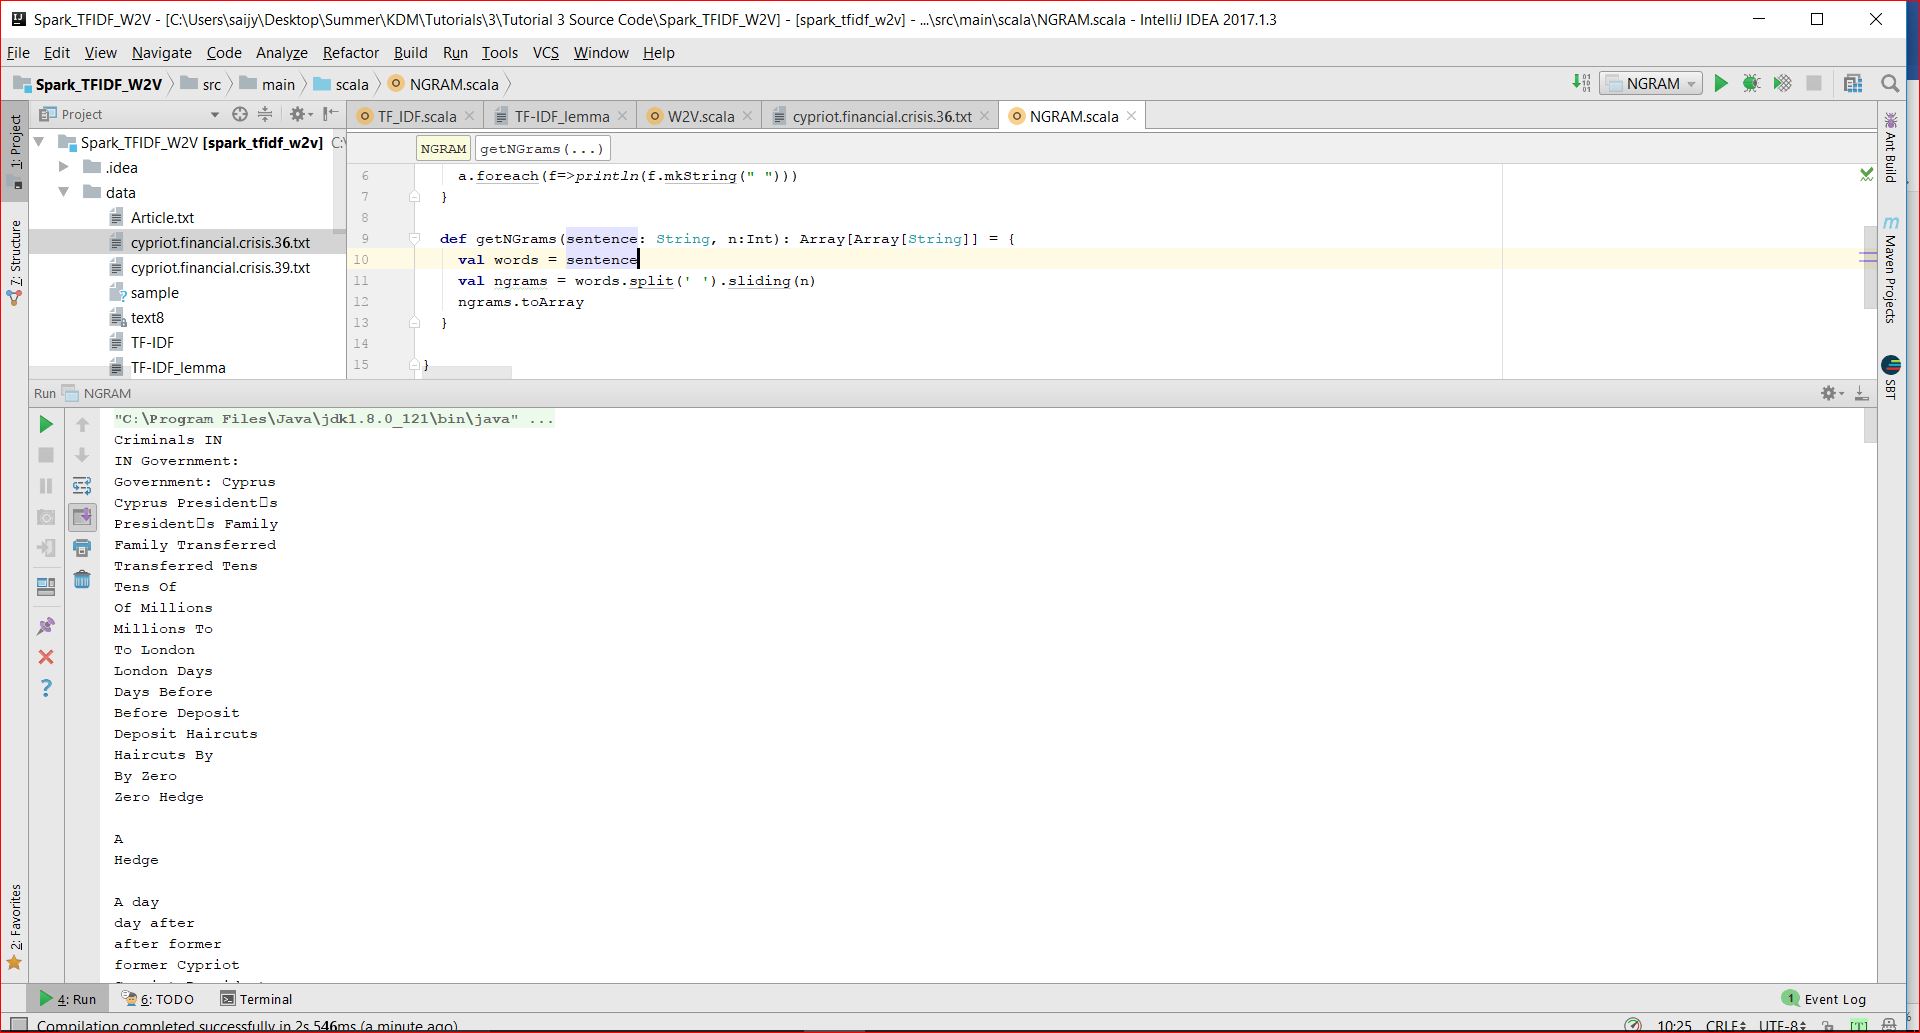 Spark_TFIDF_W2V - [C:\Users\saijy\Desktop\Summer\KDM\Tutorials\3\Tutorial 3 Source Code\Spark_TFIDF_W2V] - [spark_tfidf_w2v] - ...\src\main\scala\NGRAM.scala - IntelliJ IDEA 2017.1.3
File Edit View Navigate Code Analyze Refactor Build Run Tools VCS Window Help
Spark_TFIDF_W2V src main scala NGRAM.scala
NGRAM
Project
TF_IDF.scala TF-IDF_lemma W2V.scala cypriot.financial.crisis.36.txt NGRAM.scala
1: Project
7: Structure
2: Favorites
Spark_TFIDF_W2V [spark_tfidf_w2v] C:\
.idea
data
Article.txt
cypriot.financial.crisis.36.txt
cypriot.financial.crisis.39.txt
sample
text8
TF-IDF
TF-IDF_lemma
NGRAM getNGrams(...)
6 a.foreach(f=>println(f.mkString(" ")))
7 }
8
9 def getNGrams(sentence: String, n:Int): Array[Array[String]] = {
10 val words = sentence
11 val ngrams = words.split(' ').sliding(n)
12 ngrams.toArray
13 }
14
15 }
Ant Build
Maven Projects
SBT
Run NGRAM
"C:\Program Files\Java\jdk1.8.0_121\bin\java" ...
Criminals IN
IN Government:
Government: Cyprus
Cyprus President□s
President□s Family
Family Transferred
Transferred Tens
Tens Of
Of Millions
Millions To
To London
London Days
Days Before
Before Deposit
Deposit Haircuts
Haircuts By
By Zero
Zero Hedge
A
Hedge
A day
day after
after former
former Cypriot
4: Run 6: TODO Terminal
1 Event Log
Compilation completed successfully in 2s 546ms (a minute ago)
10:25 CRLF UTF-8 [T]